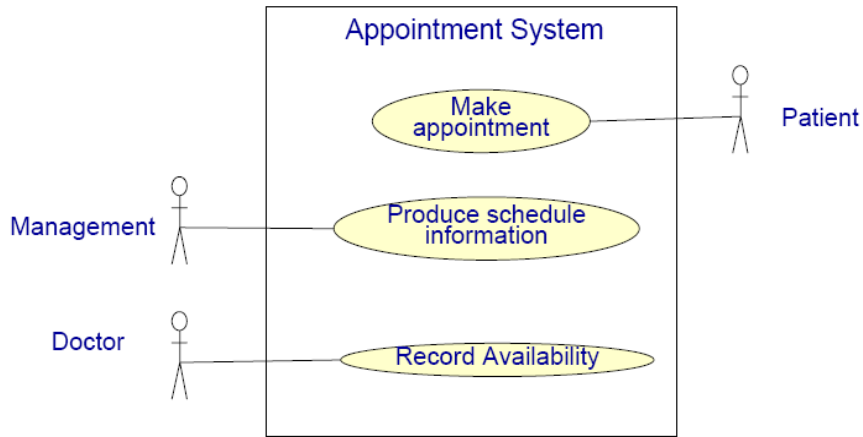 Appointment System
Make
appointment
Patient
Produce schedule
information
Management
Doctor
Record Availability